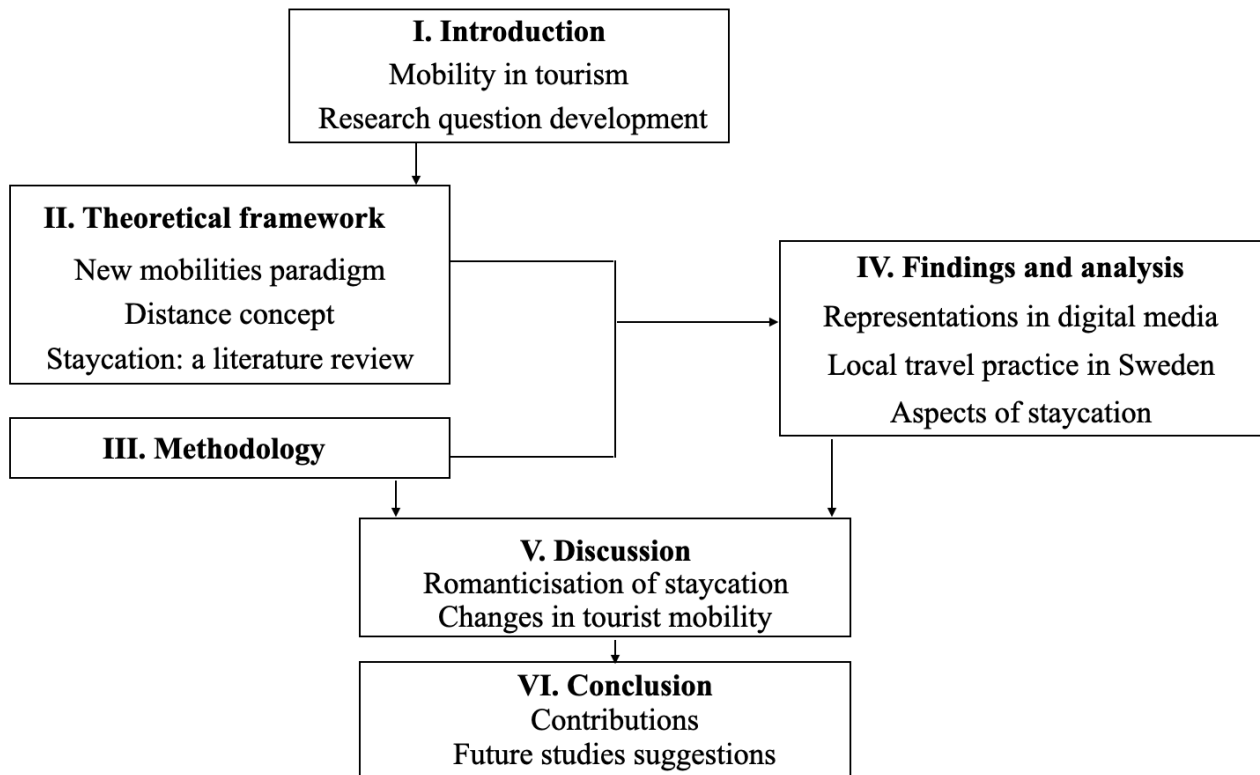 I. Introduction
Mobility in tourism
Research question development
II. Theoretical framework
New mobilities paradigm
Distance concept
Staycation: a literature review
III. Methodology
IV. Findings and analysis
Representations in digital media
Local travel practice in Sweden
Aspects of staycation
V. Discussion
Romanticisation of staycation
Changes in tourist mobility
VI. Conclusion
Contributions
Future studies suggestions